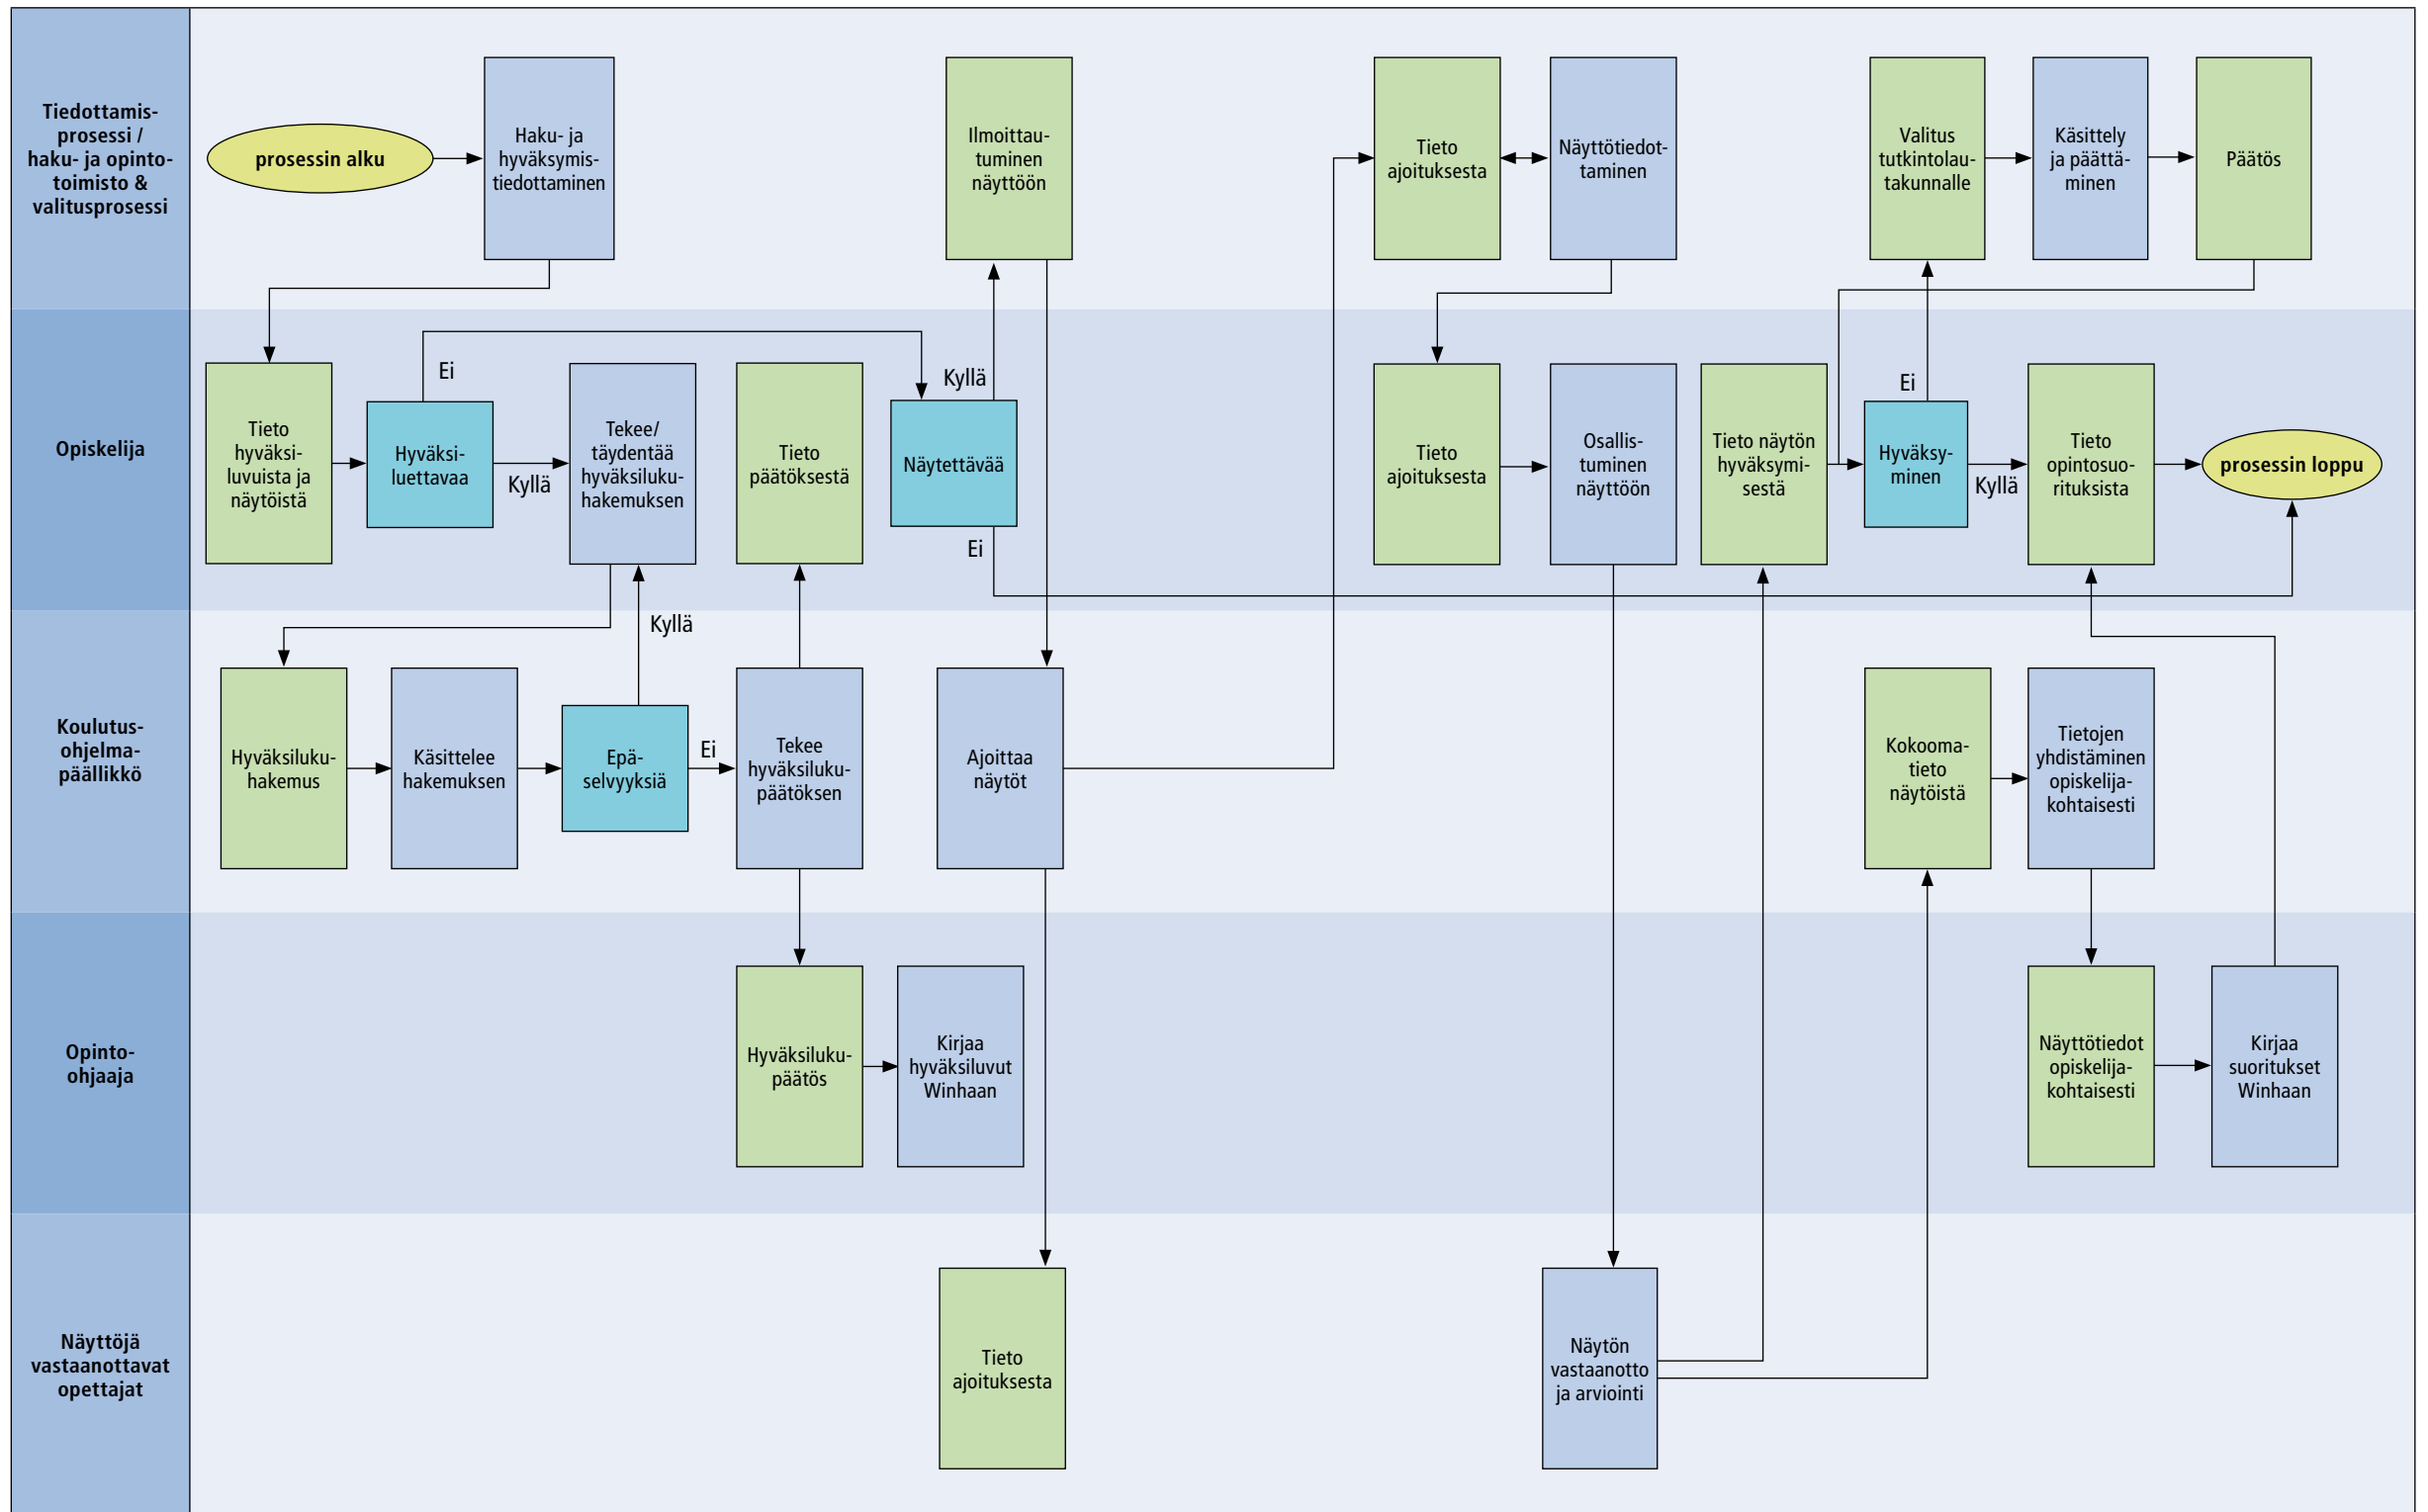 Tiedottamis-
prosessi /
haku- ja opinto-
toimisto &
valitusprosessi
prosessin alku
Haku- ja
hyväksymis-
tiedottaminen
Ilmoittau-
tuminen
näyttöön
Tieto
ajoituksesta
Näyttötiedot-
taminen
Valitus
tutkintolau-
takunnalle
Käsittely
ja päättä-
minen
Päätös
Opiskelija
Tieto
hyväksi-
luvuista ja
näytöistä
Ei
Hyväksi-
luettavaa
Kyllä
Tekee/
täydentää
hyväksiluku-
hakemuksen
Tieto
päätöksestä
Kyllä
Näytettävää
Ei
Tieto
ajoituksesta
Osallis-
tuminen
näyttöön
Tieto näytön
hyväksymi-
sestä
Ei
Hyväksy-
minen
Kyllä
Tieto
opintosuo-
rituksista
prosessin loppu
Koulutus-
ohjelma-
päällikkö
Hyväksiluku-
hakemus
Käsittelee
hakemuksen
Kyllä
Epä-
selvyyksiä
Ei
Tekee
hyväksiluku-
päätöksen
Ajoittaa
näytöt
Kokooma-
tieto
näytöistä
Tietojen
yhdistäminen
opiskelija-
kohtaisesti
Opinto-
ohjaaja
Hyväksiluku-
päätös
Kirjaa
hyväksiluvut
Winhaan
Näyttötiedot
opiskelija-
kohtaisesti
Kirjaa
suoritukset
Winhaan
Näyttöjä
vastaanottavat
opettajat
Tieto
ajoituksesta
Näytön
vastaanotto
ja arviointi